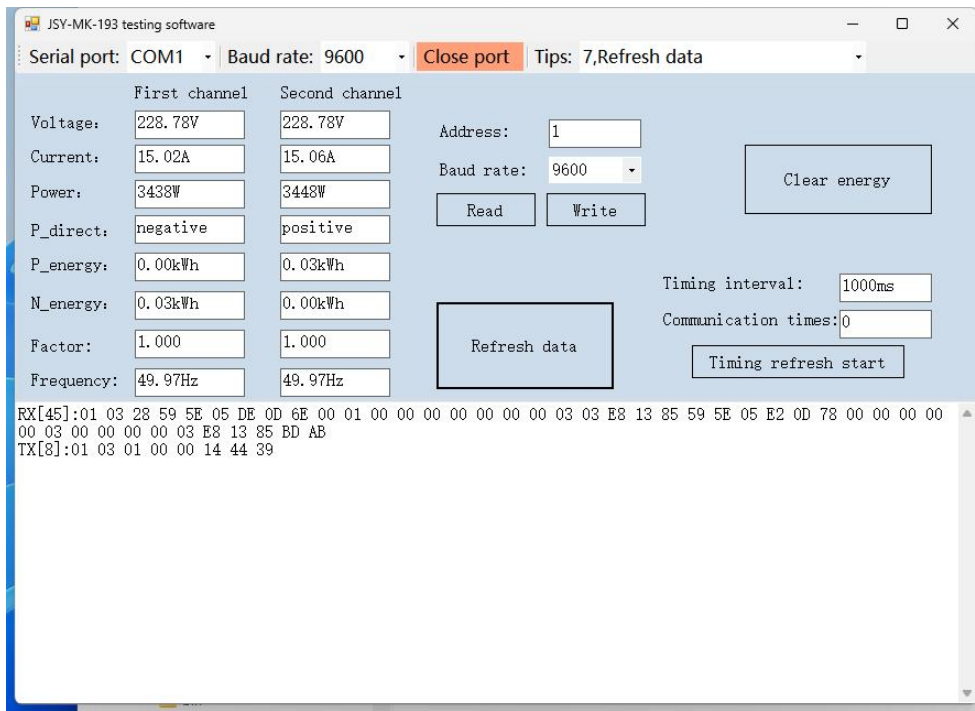 JSY-MK-193 testing software
Serial port: COM1 Baud rate: 9600 Close port Tips: 7,Refresh data
First channel Second channel
Voltage: 228.78V 228.78V
Current: 15.02A 15.06A
Power: 3438W 3448W
P_direct: negative positive
P_energy: 0.00kWh 0.03kWh
N_energy: 0.03kWh 0.00kWh
Factor: 1.000 1.000
Frequency: 49.97Hz 49.97Hz
Address: 1
Baud rate: 9600
Read Write
Clear energy
Refresh data
Timing interval: 1000ms
Communication times: 0
Timing refresh start
RX[45]:01 03 28 59 5E 05 DE 0D 6E 00 01 00 00 00 00 00 00 00 03 03 E8 13 85 59 5E 05 E2 0D 78 00 00 00 00
00 03 00 00 00 00 03 E8 13 85 BD AB
TX[8]:01 03 01 00 00 14 44 39